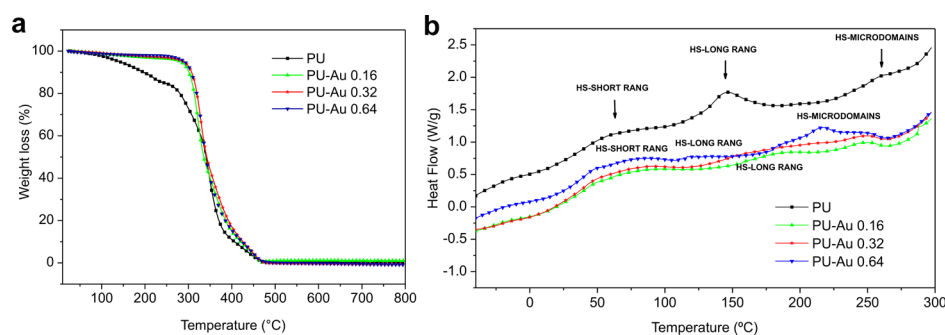 a
100
80
60
40
20
0
Weight loss (%)
PU
PU-Au 0.16
PU-Au 0.32
PU-Au 0.64
100
200
300
400
500
600
700
800
Temperature (°C)
b
2.5
2.0
1.5
1.0
0.5
0.0
-0.5
-1.0
Heat Flow (W/g)
HS-MICRODOMAINS
HS-LONG RANG
HS-SHORT RANG
HS-MICRODOMAINS
HS-SHORT RANG
HS-LONG RANG
HS-LONG RANG
PU
PU-Au 0.16
PU-Au 0.32
PU-Au 0.64
0
50
100
150
200
250
300
Temperature (ºC)